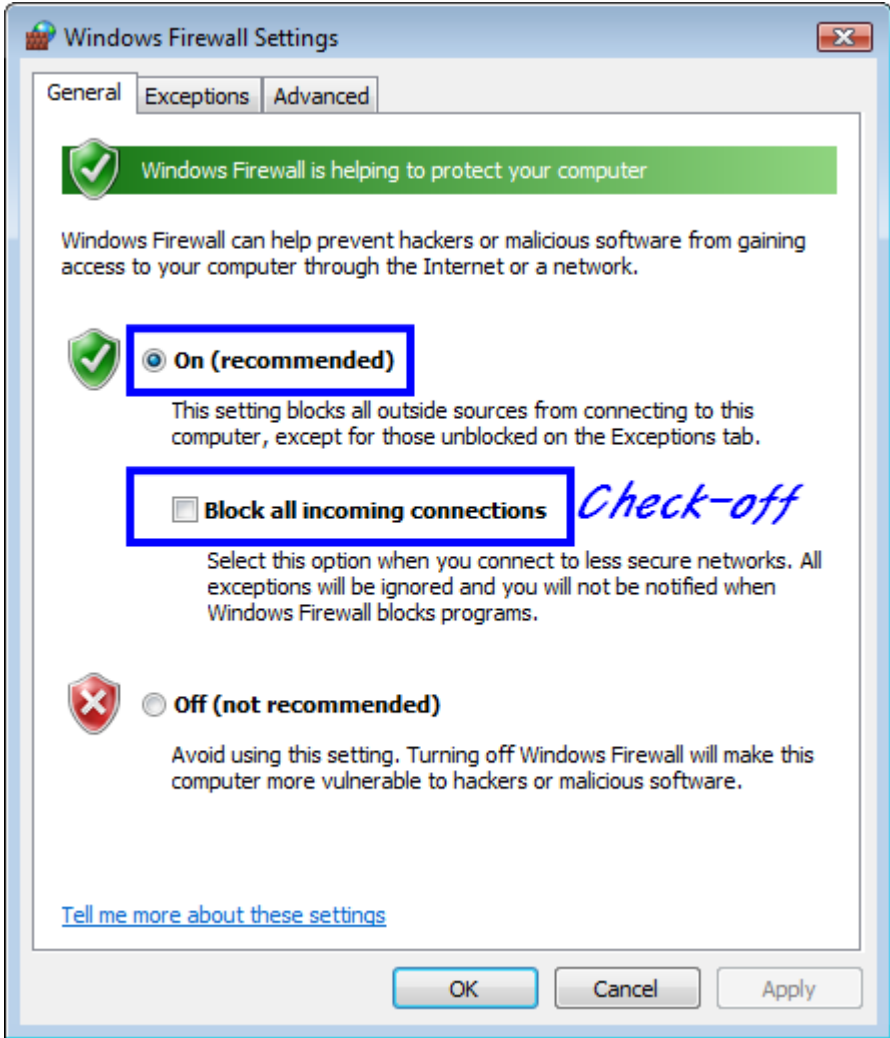 Windows Firewall Settings
General Exceptions Advanced
Windows Firewall is helping to protect your computer
Windows Firewall can help prevent hackers or malicious software from gaining
access to your computer through the Internet or a network.
On (recommended)
This setting blocks all outside sources from connecting to this
computer, except for those unblocked on the Exceptions tab.
Block all incoming connections Check-off
Select this option when you connect to less secure networks. All
exceptions will be ignored and you will not be notified when
Windows Firewall blocks programs.
Off (not recommended)
Avoid using this setting. Turning off Windows Firewall will make this
computer more vulnerable to hackers or malicious software.
Tell me more about these settings
OK Cancel Apply